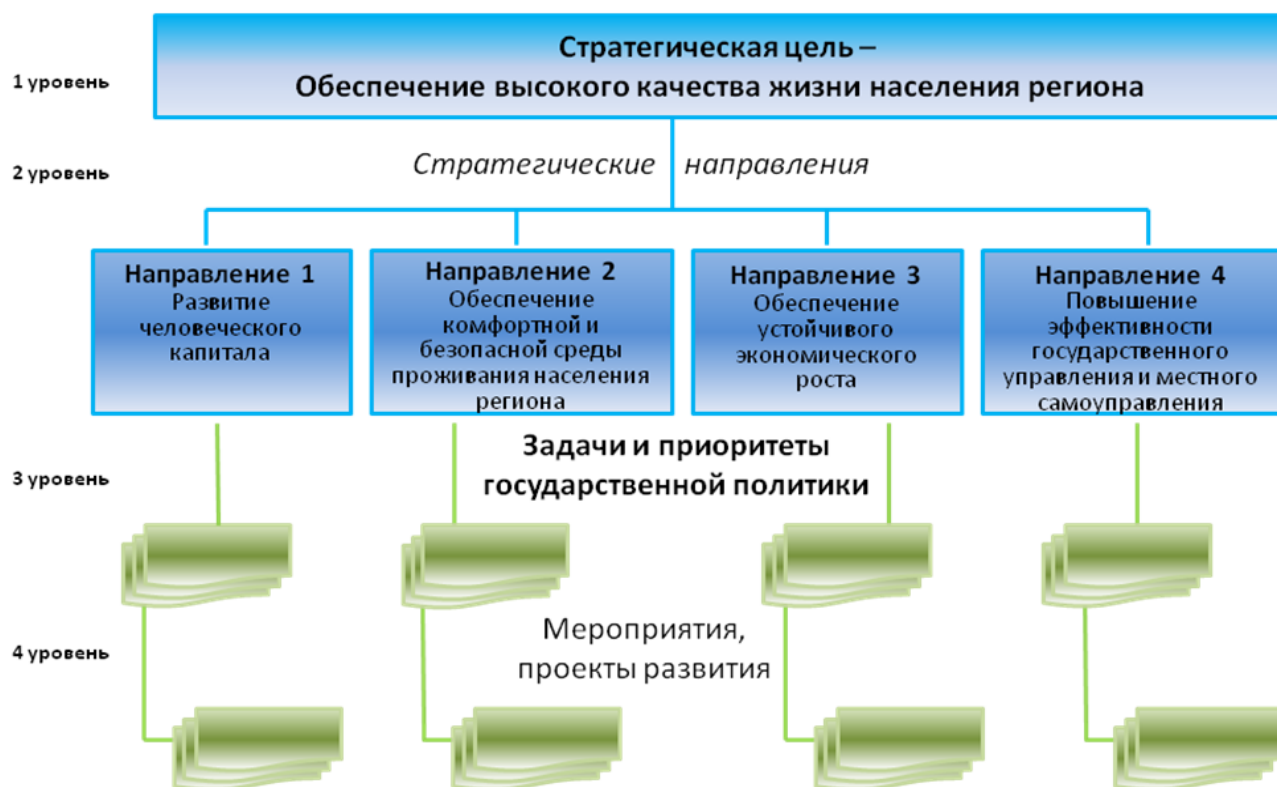 Стратегическая цель –
Обеспечение высокого качества жизни населения региона
1 уровень
2 уровень
Стратегические направления
Направление 1
Развитие
человеческого
капитала
Направление 2
Обеспечение
комфортной и
безопасной среды
проживания населения
региона
Направление 3
Обеспечение
устойчивого
экономического
роста
Направление 4
Повышение
эффективности
государственного
управления и местного
самоуправления
3 уровень
Задачи и приоритеты
государственной политики
4 уровень
Мероприятия,
проекты развития